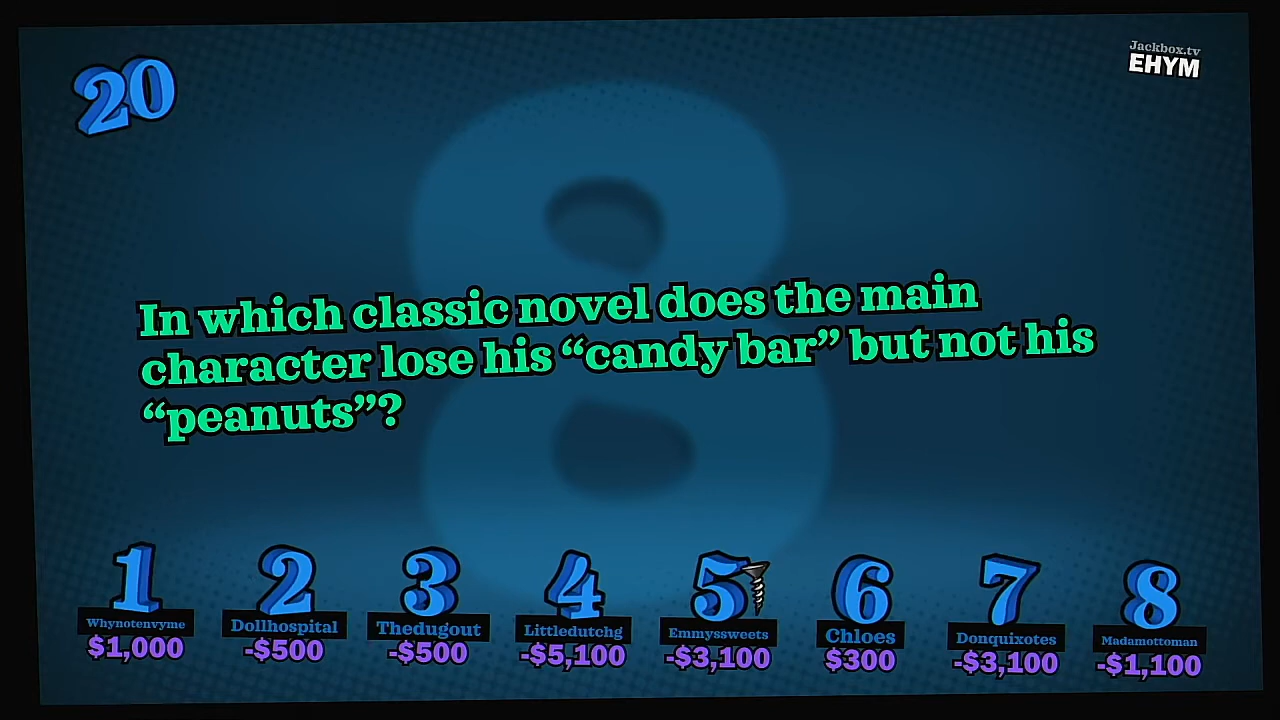 20
Jackbox.tv
EHYM
In which classic novel does the main
character lose his “candy bar” but not his
“peanuts”?
1 2 3 4 5 6 7 8
Whynotenvyme Dollhospital Thedugout Littledutchg Emmyssweets Chloes Donquixotes Madamottoman
$1,000 -$500 -$500 -$5,100 -$3,100 $300 -$3,100 -$1,100
8